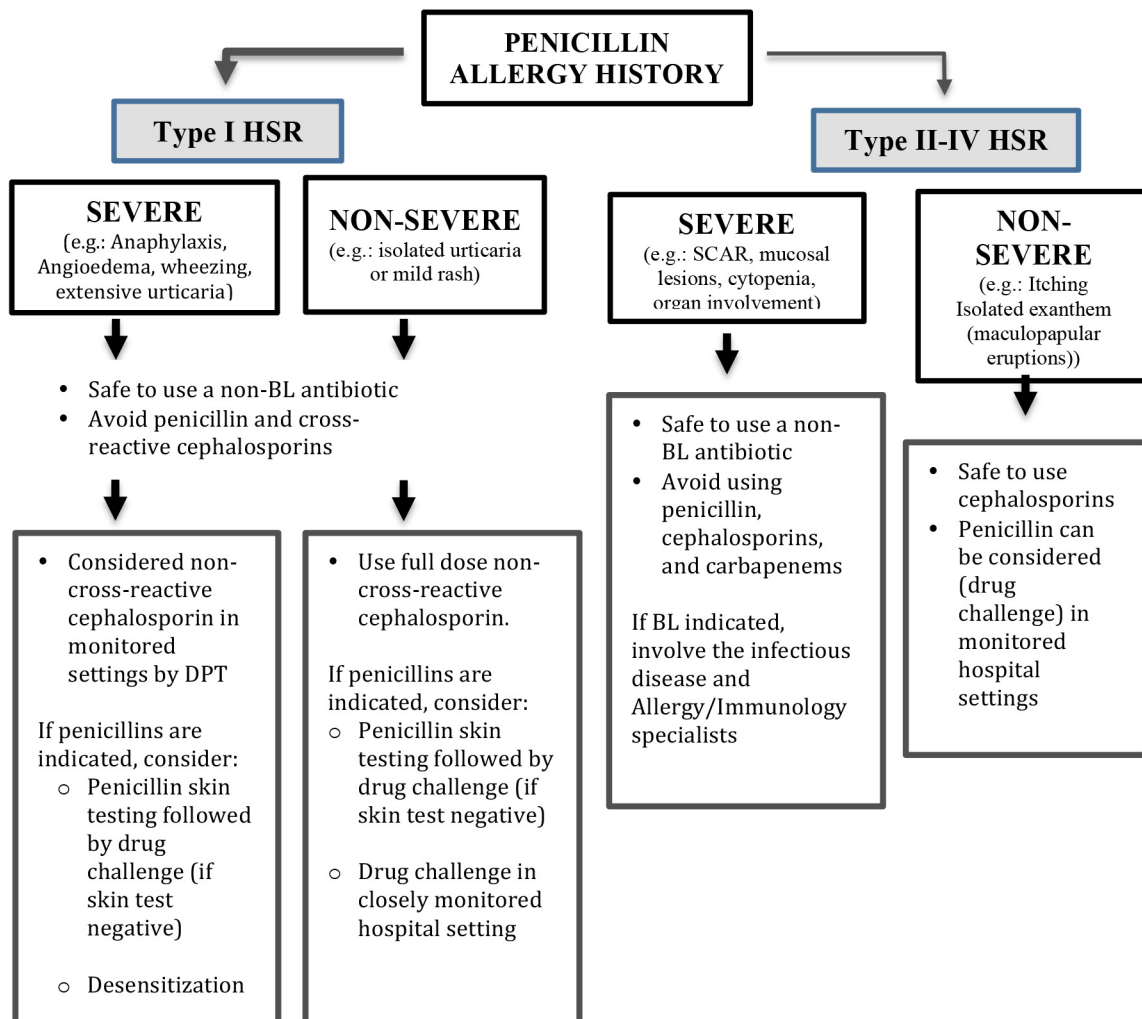 PENICILLIN
ALLERGY HISTORY
Type I HSR
Type II-IV HSR
SEVERE
(e.g.: Anaphylaxis,
Angioedema, wheezing,
extensive urticaria)
NON-SEVERE
(e.g.: isolated urticaria
or mild rash)
SEVERE
(e.g.: SCAR, mucosal
lesions, cytopenia,
organ involvement)
NON-
SEVERE
(e.g.: Itching
Isolated exanthem
(maculopapular
eruptions))
• Safe to use a non-BL antibiotic
• Avoid penicillin and cross-
reactive cephalosporins
• Considered non-
cross-reactive
cephalosporin in
monitored
settings by DPT
If penicillins are
indicated, consider:
o Penicillin skin
testing followed
by drug
challenge (if
skin test
negative)
o Desensitization
• Use full dose non-
cross-reactive
cephalosporin.
If penicillins are
indicated, consider:
o Penicillin skin
testing followed by
drug challenge (if
skin test negative)
o Drug challenge in
closely monitored
hospital setting
• Safe to use a non-
BL antibiotic
• Avoid using
penicillin,
cephalosporins,
and carbapenems
If BL indicated,
involve the infectious
disease and
Allergy/Immunology
specialists
• Safe to use
cephalosporins
• Penicillin can
be considered
(drug
challenge) in
monitored
hospital
settings